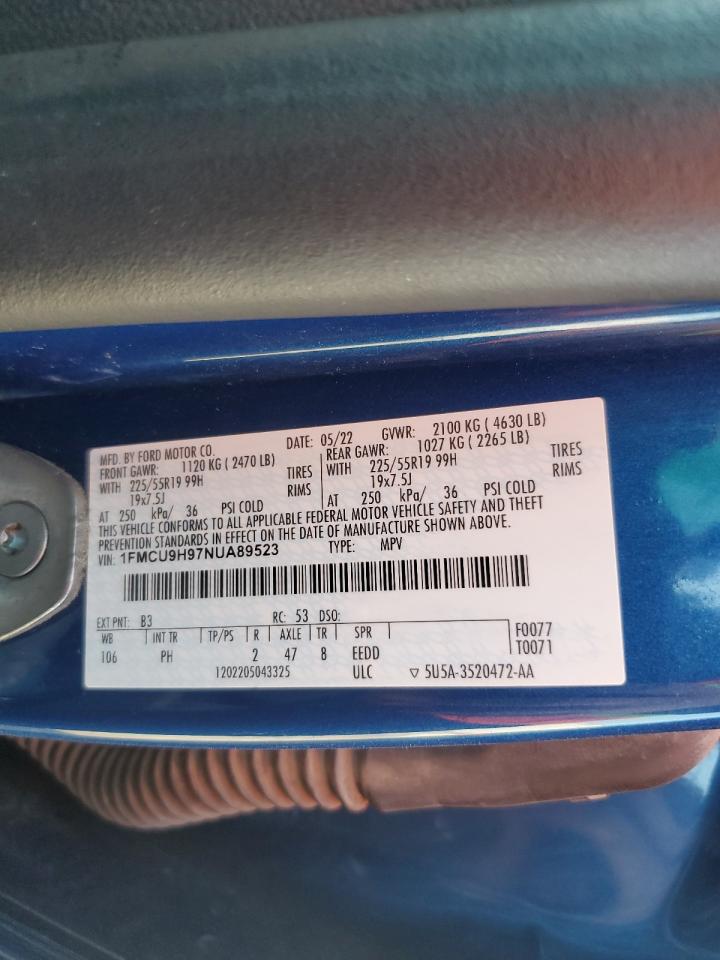 MFD. BY FORD MOTOR CO. DATE: 05/22 GVWR: 2100 KG ( 4630 LB)
FRONT GAWR: 1120 KG ( 2470 LB) REAR GAWR: 1027 KG ( 2265 LB)
WITH 225/55R19 99H TIRES WITH 225/55R19 99H TIRES
19x7.5J RIMS 19x7.5J RIMS
AT 250 kPa/ 36 PSI COLD AT 250 kPa/ 36 PSI COLD
THIS VEHICLE CONFORMS TO ALL APPLICABLE FEDERAL MOTOR VEHICLE SAFETY AND THEFT
PREVENTION STANDARDS IN EFFECT ON THE DATE OF MANUFACTURE SHOWN ABOVE.
VIN: 1FMCU9H97NUA89523 TYPE: MPV
EXT PNT: B3 RC: 53 DSO:
WB INT TR TP/PS R AXLE TR SPR F0077
106 PH 2 47 8 EEDD T0071
1202205043325 ULC ▽ 5U5A-3520472-AA